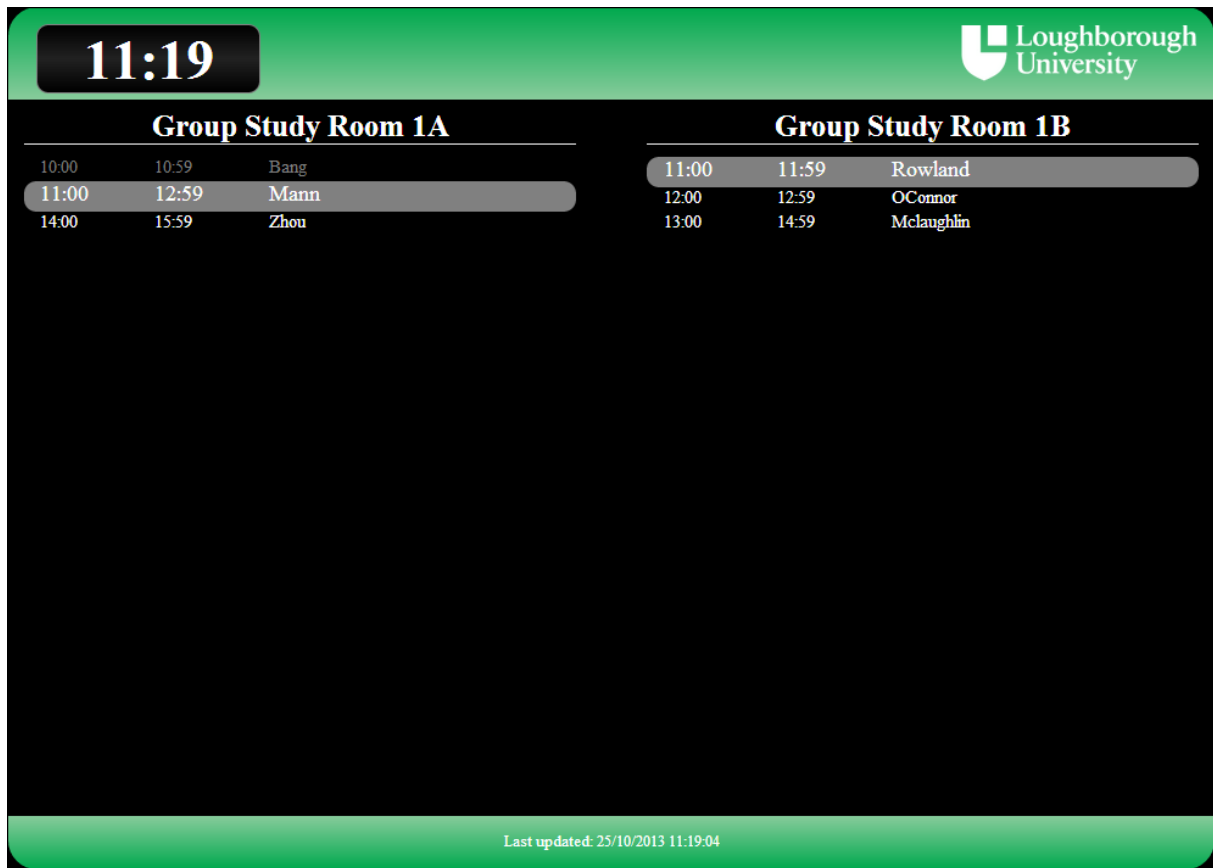 11:19
Loughborough
University
Group Study Room 1A
10:00 10:59 Bang
11:00 12:59 Mann
14:00 15:59 Zhou
Group Study Room 1B
11:00 11:59 Rowland
12:00 12:59 OConnor
13:00 14:59 Mclaughlin
Last updated: 25/10/2013 11:19:04